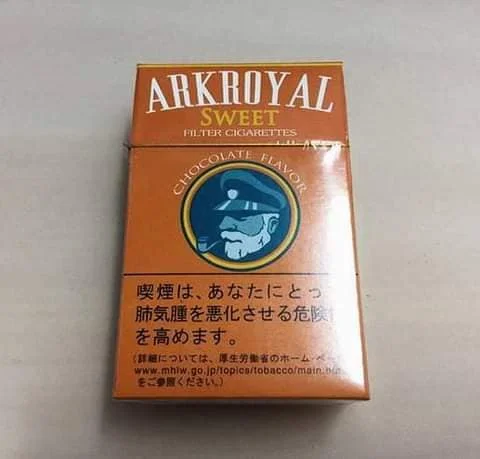 ARKROYAL
SWEET
FILTER CIGARETTES
CHOCOLATE FLAVOR
喫煙は、あなたにとっ
肺気腫を悪化させる危険
を高めます。
(詳細については、厚生労働省のホーム・ペー
www.mhlw.go.jp/topics/tobacco/main.h
をご参照ください。)